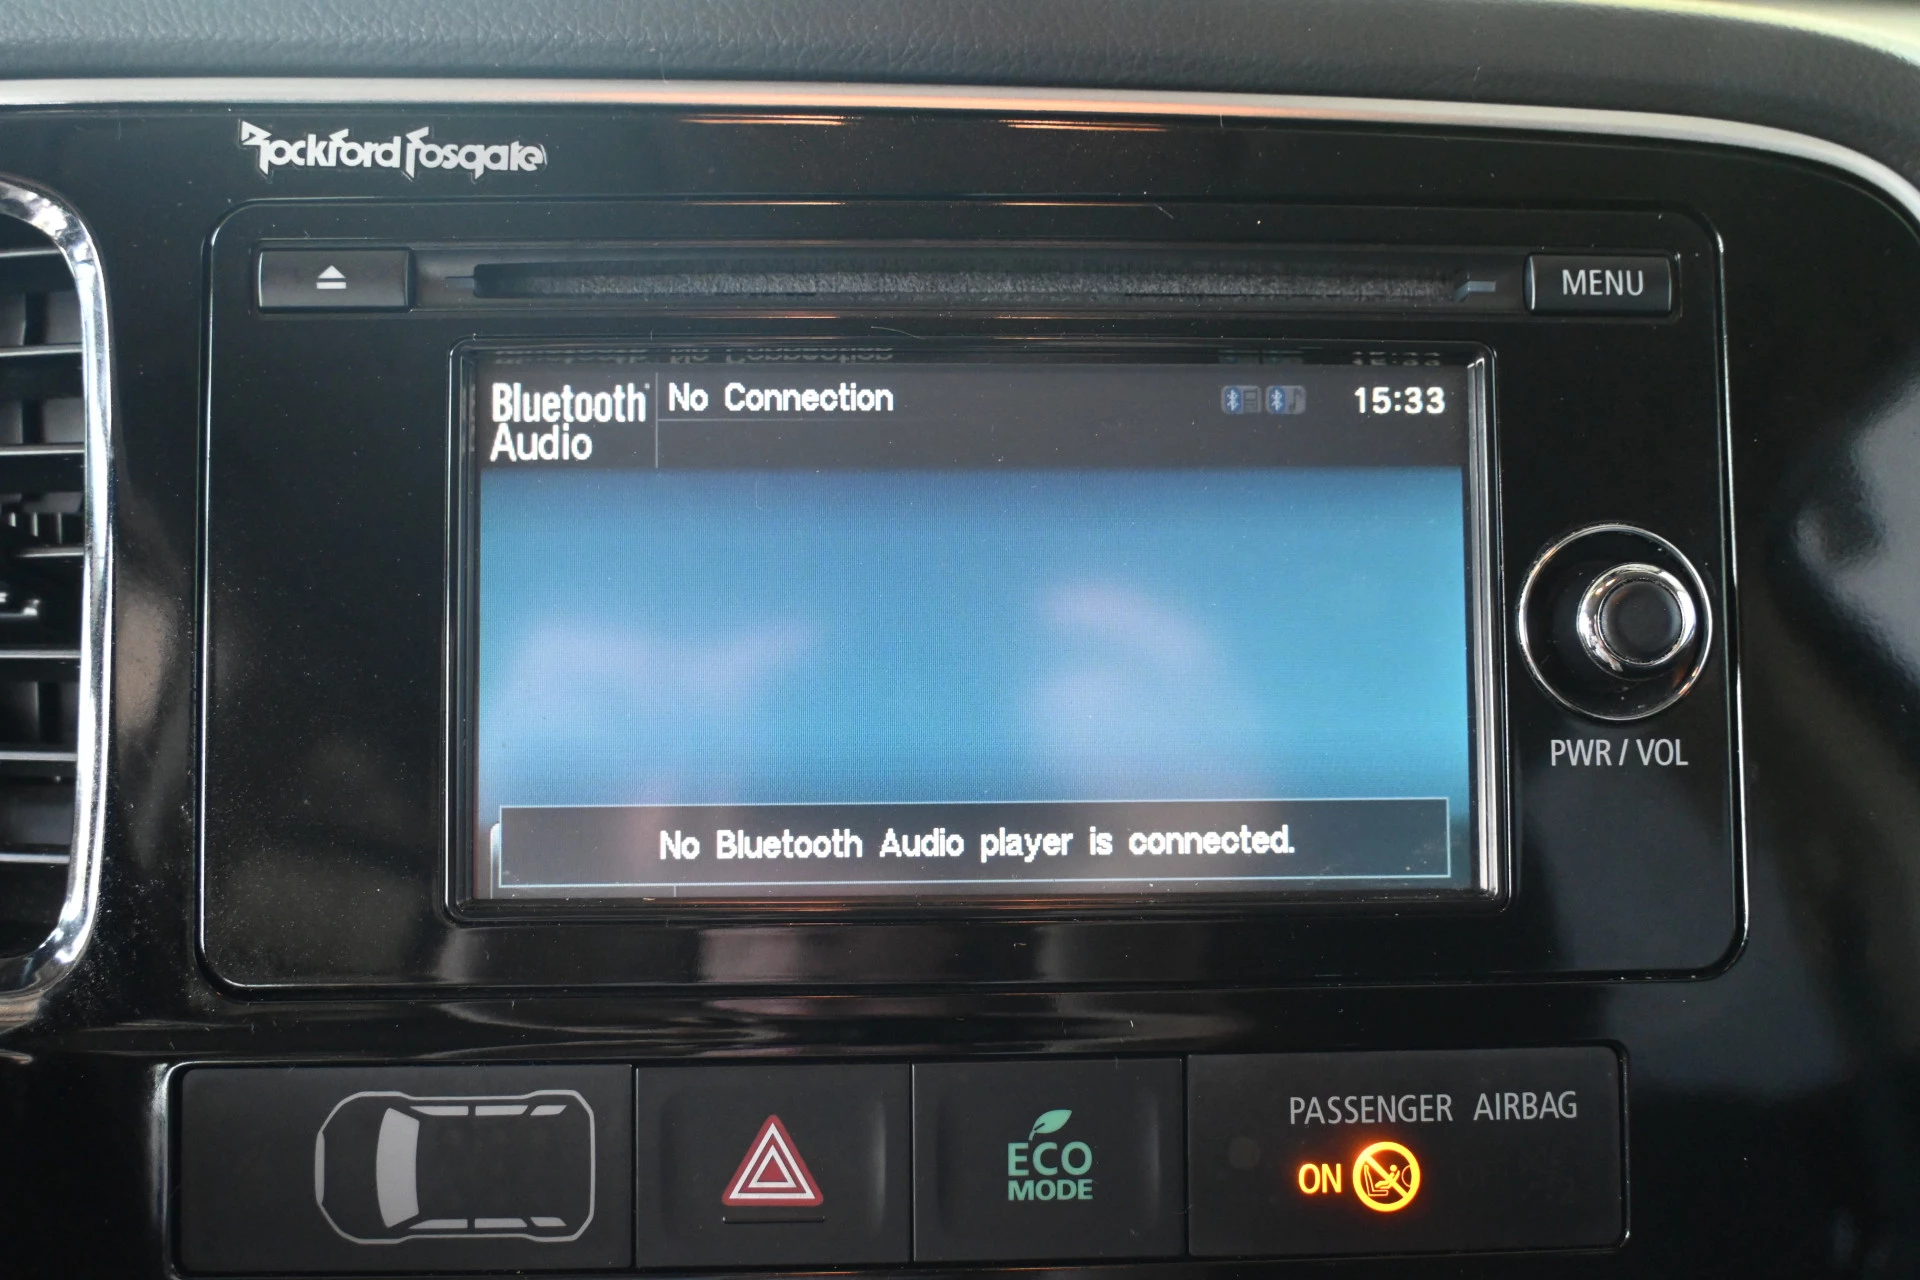 Rockford Fosgate
MENU
Bluetooth
Audio
No Connection
15:33
No Bluetooth Audio player is connected.
PWR / VOL
ECO
MODE
PASSENGER AIRBAG
ON